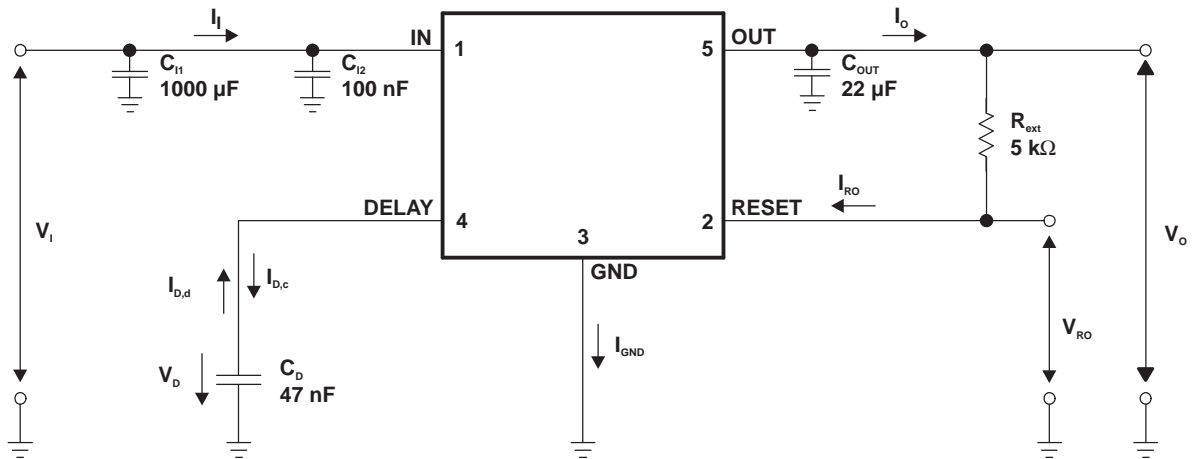 I_I
I_O
IN
1
5
OUT
C_I1
1000 µF
C_I2
100 nF
C_OUT
22 µF
R_ext
5 kΩ
I_RO
DELAY
4
2
RESET
3
GND
V_I
V_O
I_D,d
I_D,c
I_GND
V_RO
V_D
C_D
47 nF